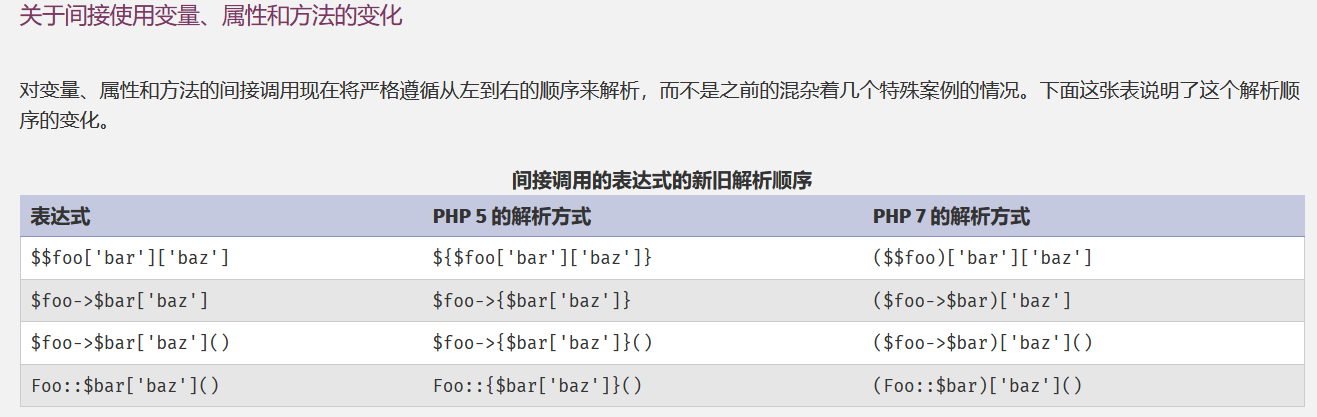 关于间接使用变量、属性和方法的变化
对变量、属性和方法的间接调用现在将严格遵循从左到右的顺序来解析，而不是之前的混杂着几个特殊案例的情况。下面这张表说明了这个解析顺
序的变化。
间接调用的表达式的新旧解析顺序
表达式 PHP 5 的解析方式 PHP 7 的解析方式
$$foo['bar']['baz'] ${$foo['bar']['baz']} ($$foo)['bar']['baz']
$foo->$bar['baz'] $foo->{$bar['baz']} ($foo->$bar)['baz']
$foo->$bar['baz']() $foo->{$bar['baz']}() ($foo->$bar)['baz']()
Foo::$bar['baz']() Foo::{$bar['baz']}() (Foo::$bar)['baz']()